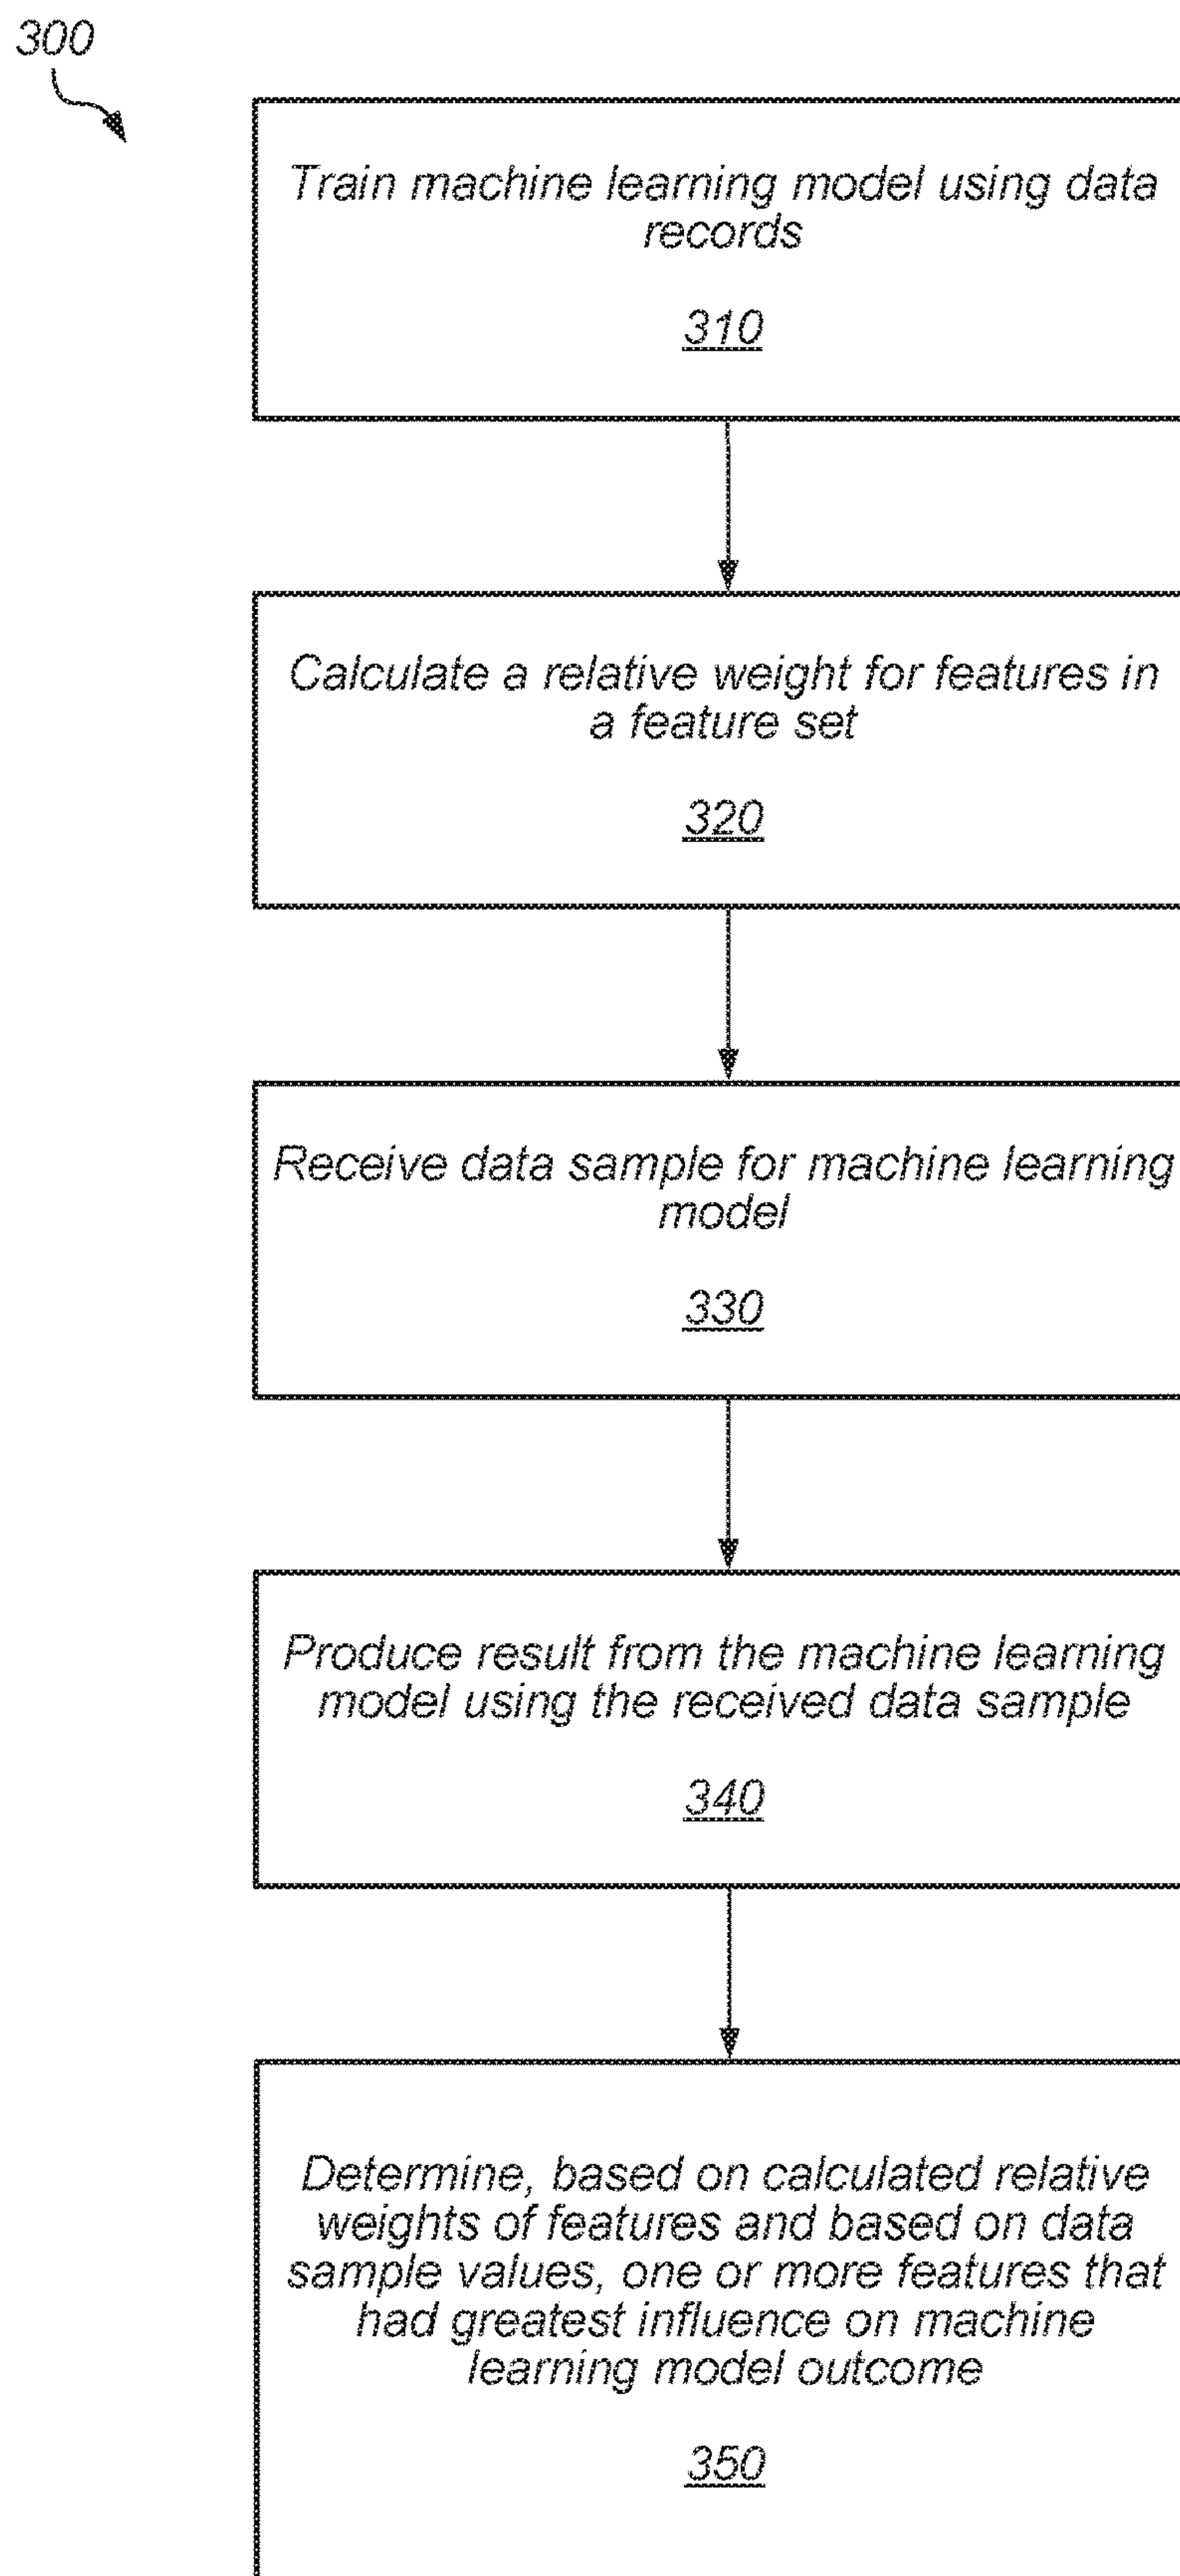 300
Train machine learning model using data
records
310
Calculate a relative weight for features in
a feature set
320
Receive data sample for machine learning
model
330
Produce result from the machine learning
model using the received data sample
340
Determine, based on calculated relative
weights of features and based on data
sample values, one or more features that
had greatest influence on machine
learning model outcome
350